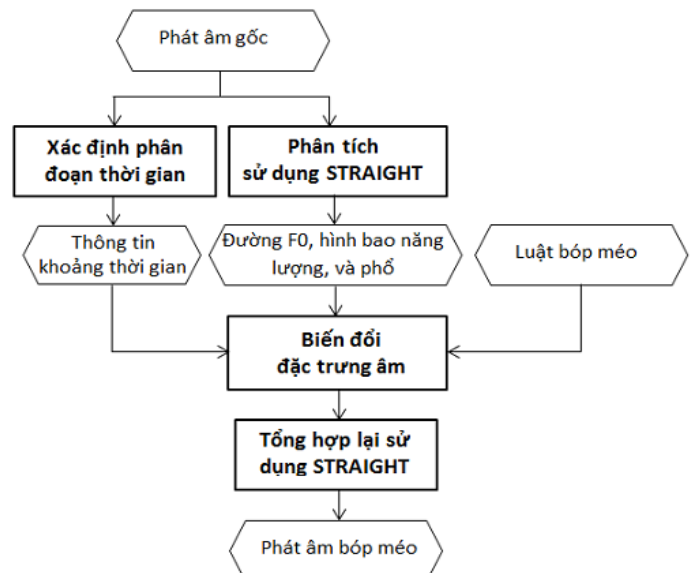 Phát âm gốc
Xác định phân
đoạn thời gian
Phân tích
sử dụng STRAIGHT
Thông tin
khoảng thời gian
Đường F0, hình bao năng
lượng, và phổ
Luật bóp méo
Biến đổi
đặc trưng âm
Tổng hợp lại sử
dụng STRAIGHT
Phát âm bóp méo